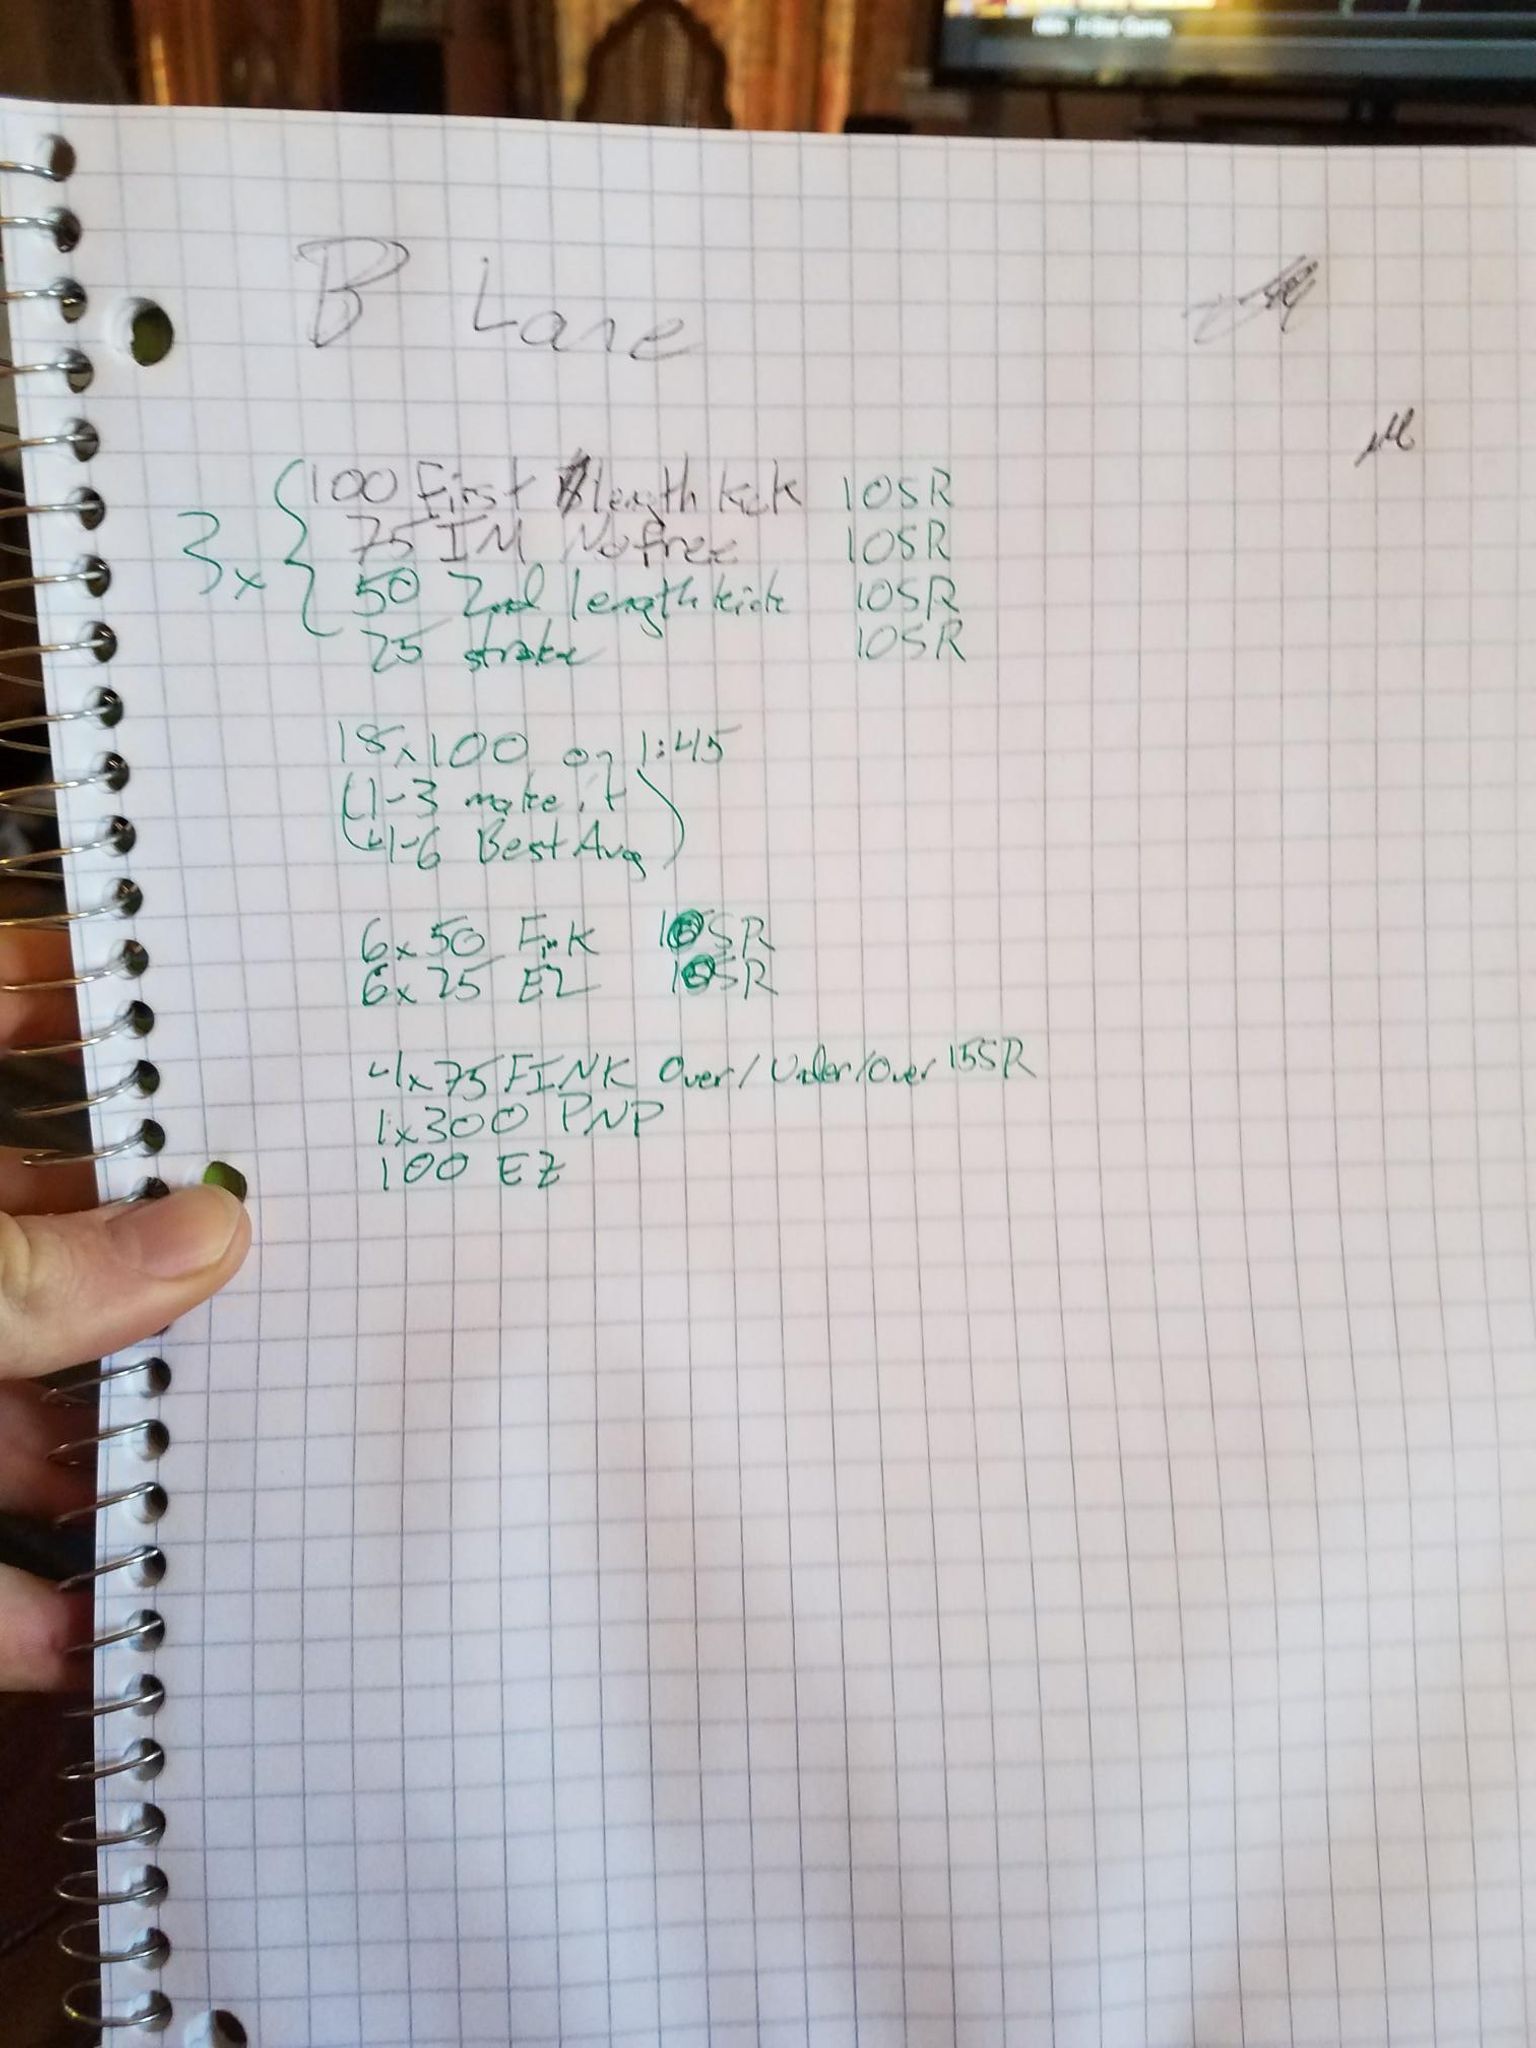 B Lane
3x
100 First length kick 10SR
75 IM No free 10SR
50 2nd length kick 10SR
25 stroke 10SR
18x100 on 1:45
(1-3 make it
4-6 Best Avg)
6x50 Fink 10SR
6x25 EZ 10SR
4x75 FINK Over/Under/Over 15SR
1x300 PNP
100 EZ